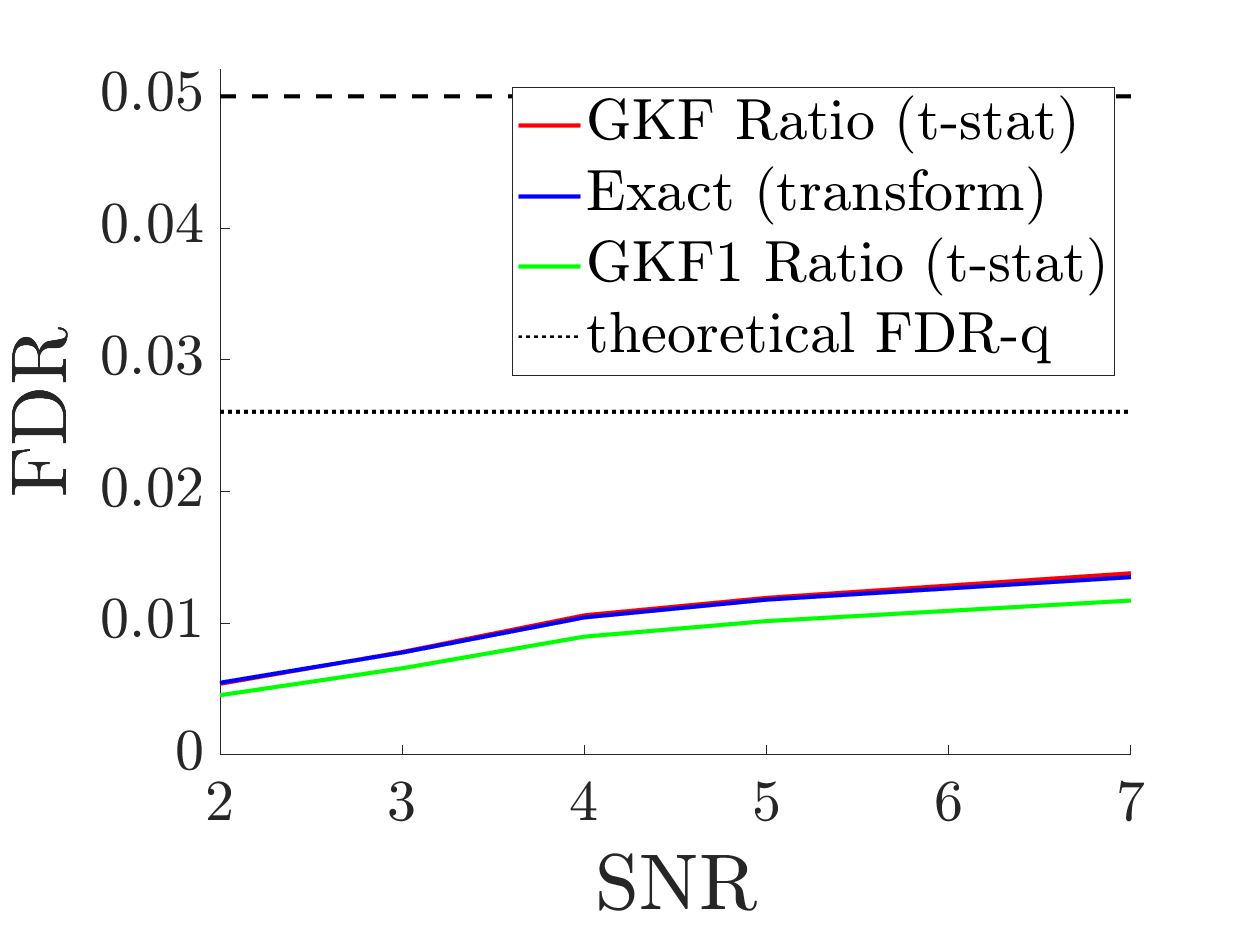 0.05
0.04
0.03
0.02
0.01
0
FDR
GKF Ratio (t-stat)
Exact (transform)
GKF1 Ratio (t-stat)
theoretical FDR-q
2 3 4 5 6 7
SNR